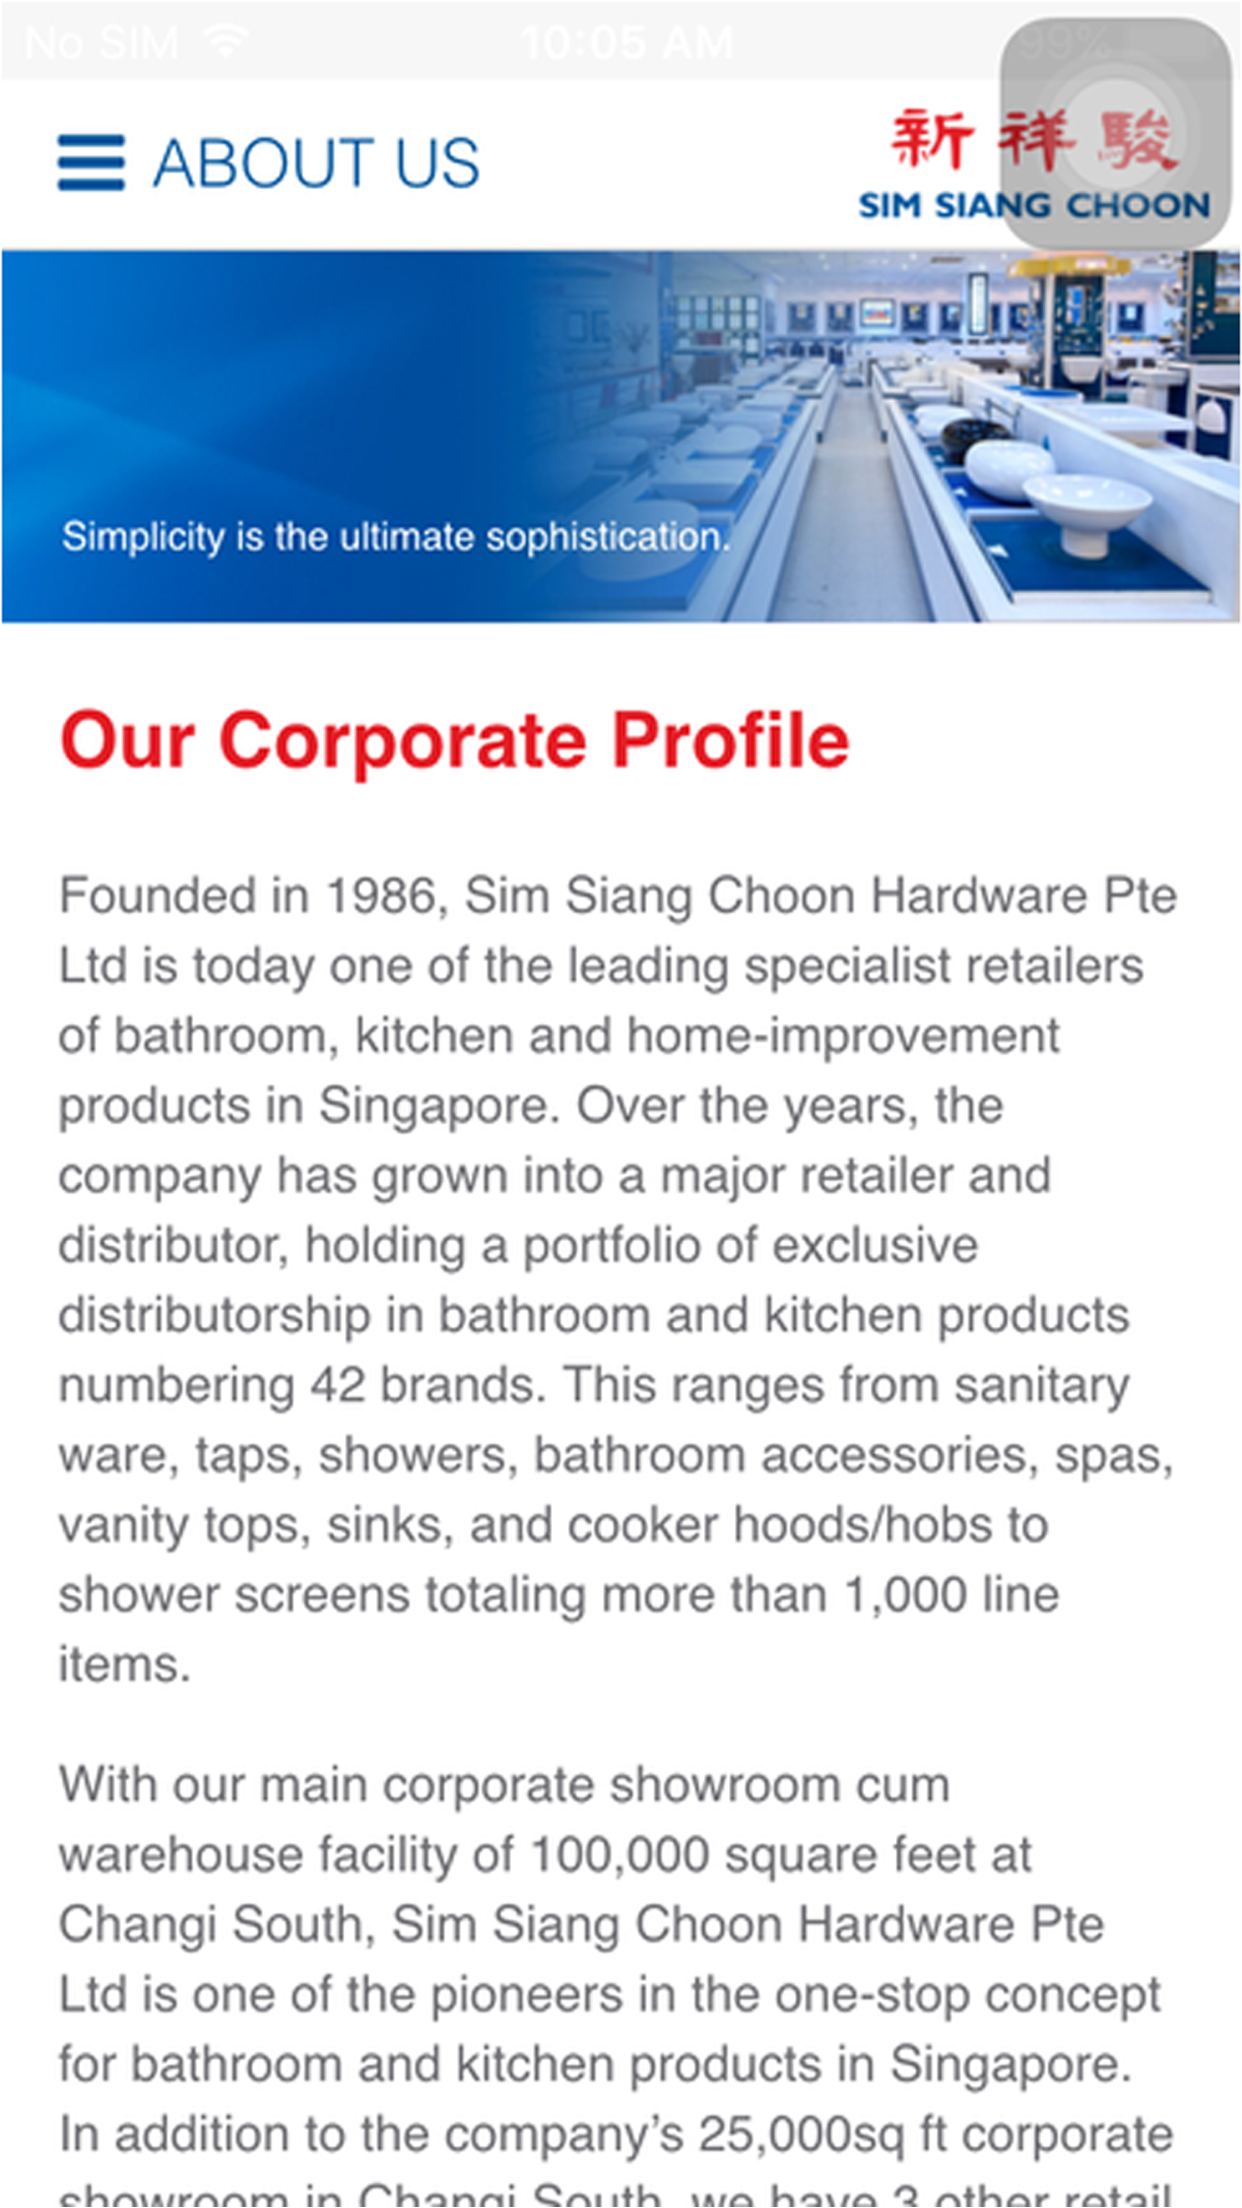 No SIM 10:05 AM 99%
ABOUT US
新祥駿
SIM SIANG CHOON
Simplicity is the ultimate sophistication.
Our Corporate Profile
Founded in 1986, Sim Siang Choon Hardware Pte
Ltd is today one of the leading specialist retailers
of bathroom, kitchen and home-improvement
products in Singapore. Over the years, the
company has grown into a major retailer and
distributor, holding a portfolio of exclusive
distributorship in bathroom and kitchen products
numbering 42 brands. This ranges from sanitary
ware, taps, showers, bathroom accessories, spas,
vanity tops, sinks, and cooker hoods/hobs to
shower screens totaling more than 1,000 line
items.
With our main corporate showroom cum
warehouse facility of 100,000 square feet at
Changi South, Sim Siang Choon Hardware Pte
Ltd is one of the pioneers in the one-stop concept
for bathroom and kitchen products in Singapore.
In addition to the company’s 25,000sq ft corporate
showroom in Changi South, we have 3 other retail